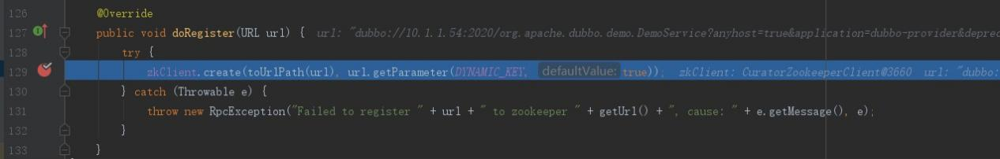 126 @Override
127 public void doRegister(URL url) { url: "dubbo://10.1.1.54:2020/org.apache.dubbo.demo.DemoService?anyhost=true&application=dubbo-provider&deprec
128 try {
129 zkClient.create(toUrlPath(url), url.getParameter(DYNAMIC_KEY, defaultValue: true)); zkClient: CuratorZookeeperClient@3660 url: "dubbo:
130 } catch (Throwable e) {
131 throw new RpcException("Failed to register " + url + " to zookeeper " + getUrl() + ", cause: " + e.getMessage(), e);
132 }
133 }